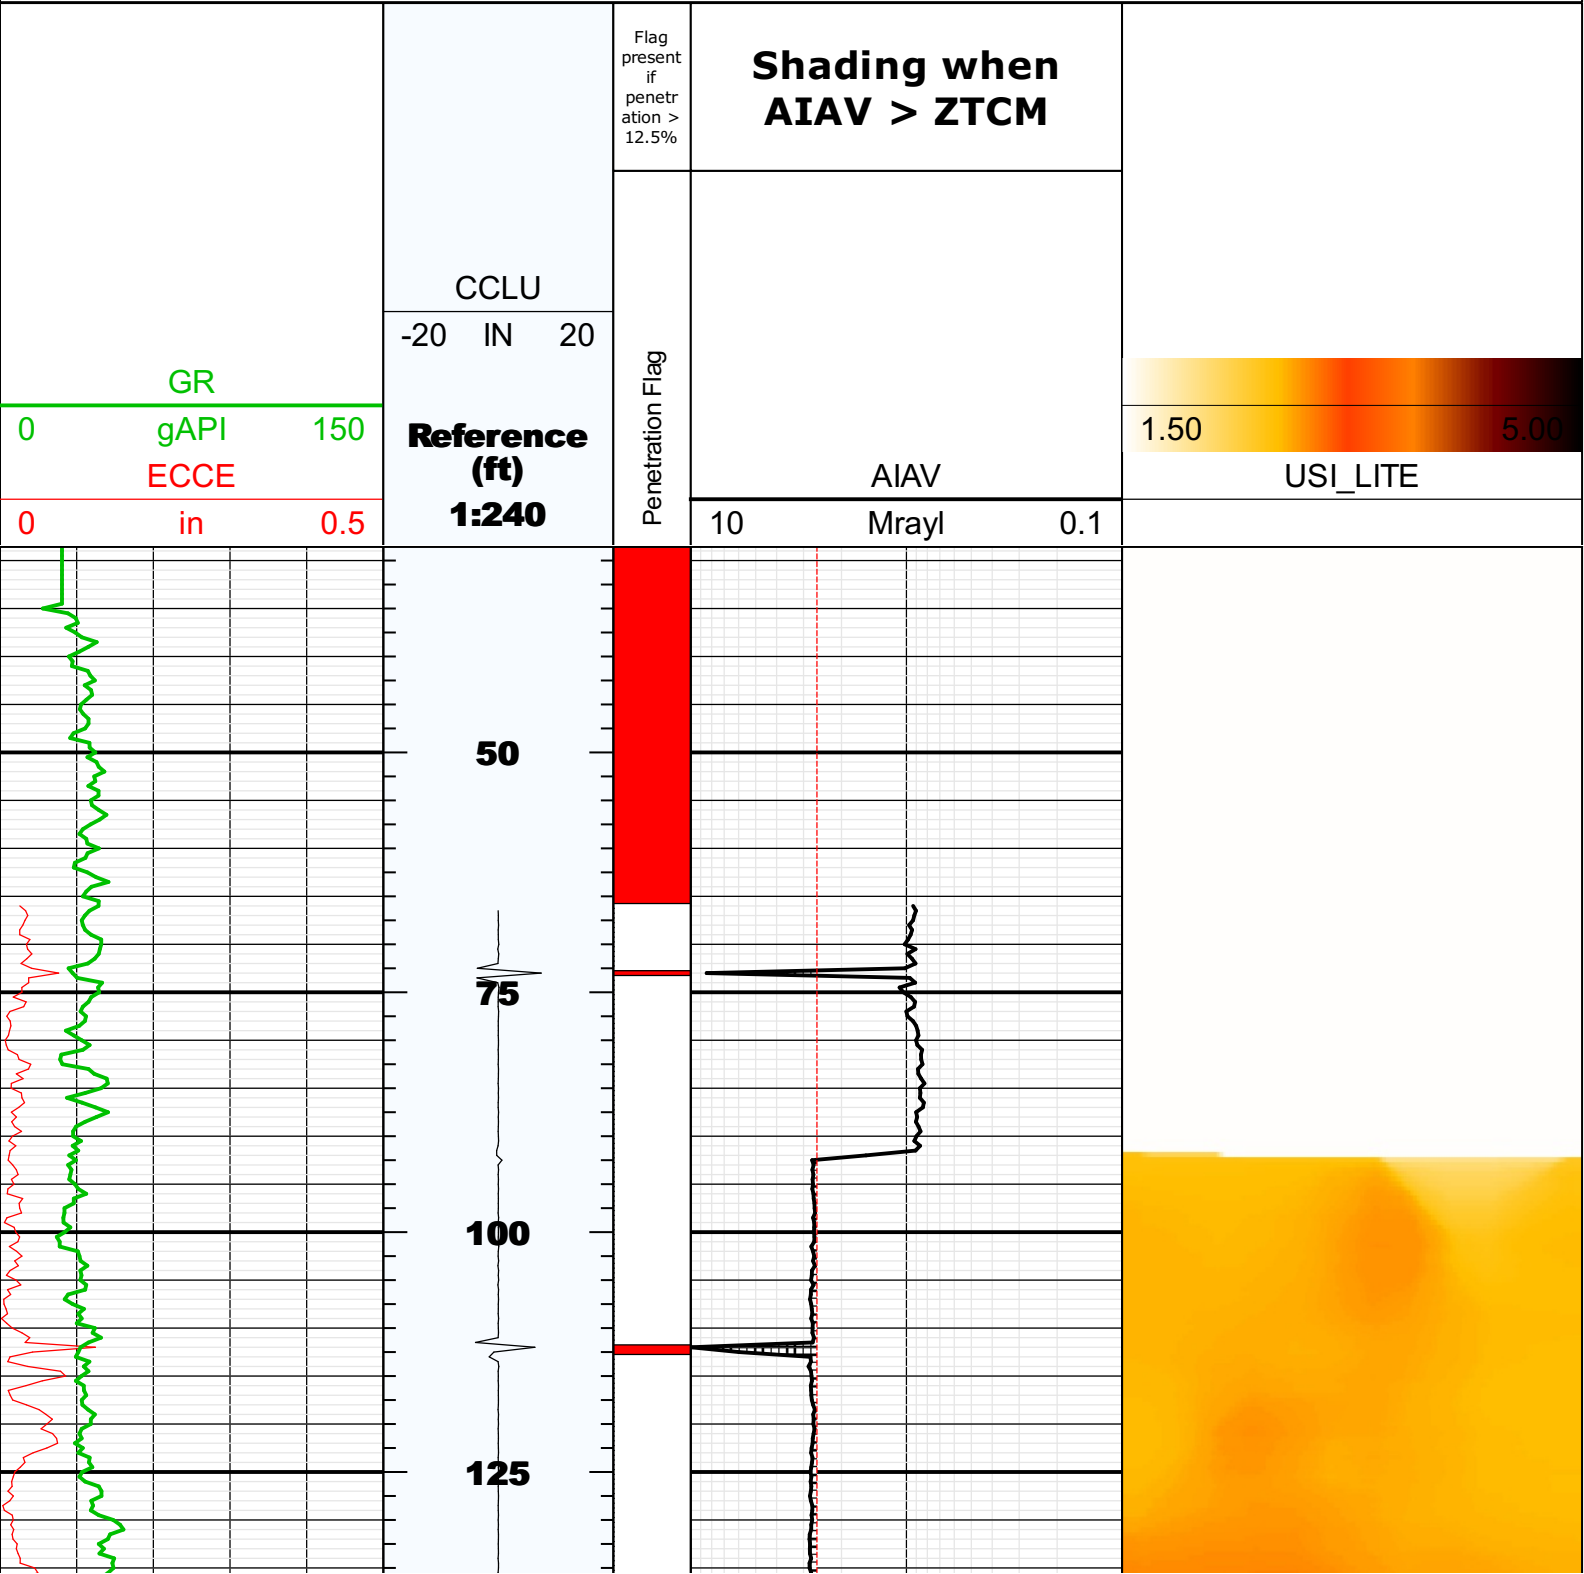 Flag
present
if
penetr
ation >
12.5%
Shading when
AIAV > ZTCM
CCLU
-20 IN 20
GR
0 gAPI 150
ECCE
0 in 0.5
Reference
(ft)
1:240
Penetration Flag
AIAV
10 Mrayl 0.1
1.50 5.00
USI_LITE
50
75
100
125